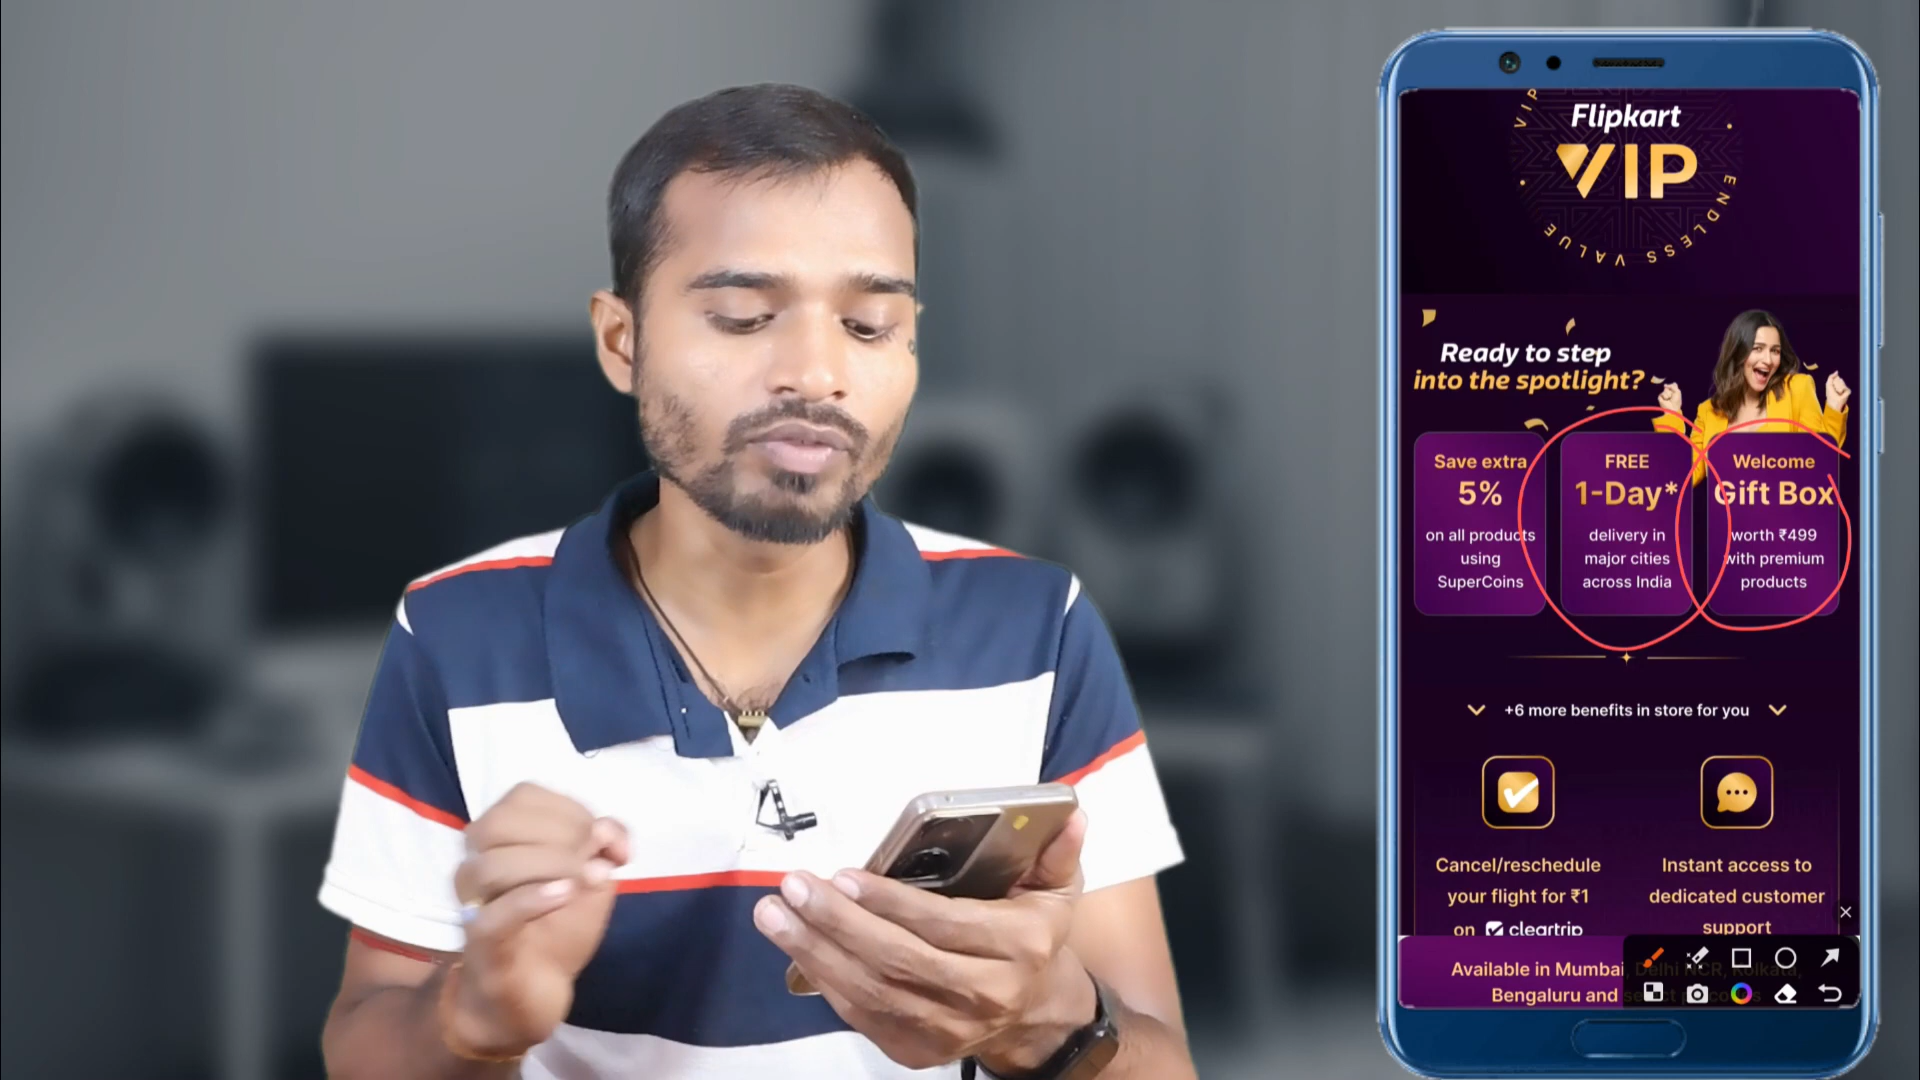 Flipkart
VIP
VIP
ENDLESS VALUE
Ready to step
into the spotlight?
Save extra
5%
on all products
using
SuperCoins
FREE
1-Day*
delivery in
major cities
across India
Welcome
Gift Box
worth ₹499
with premium
products
+6 more benefits in store for you
Cancel/reschedule
your flight for ₹1
on cleartrip
Instant access to
dedicated customer
support
Available in Mumbai, Delhi NCR, Kolkata,
Bengaluru and